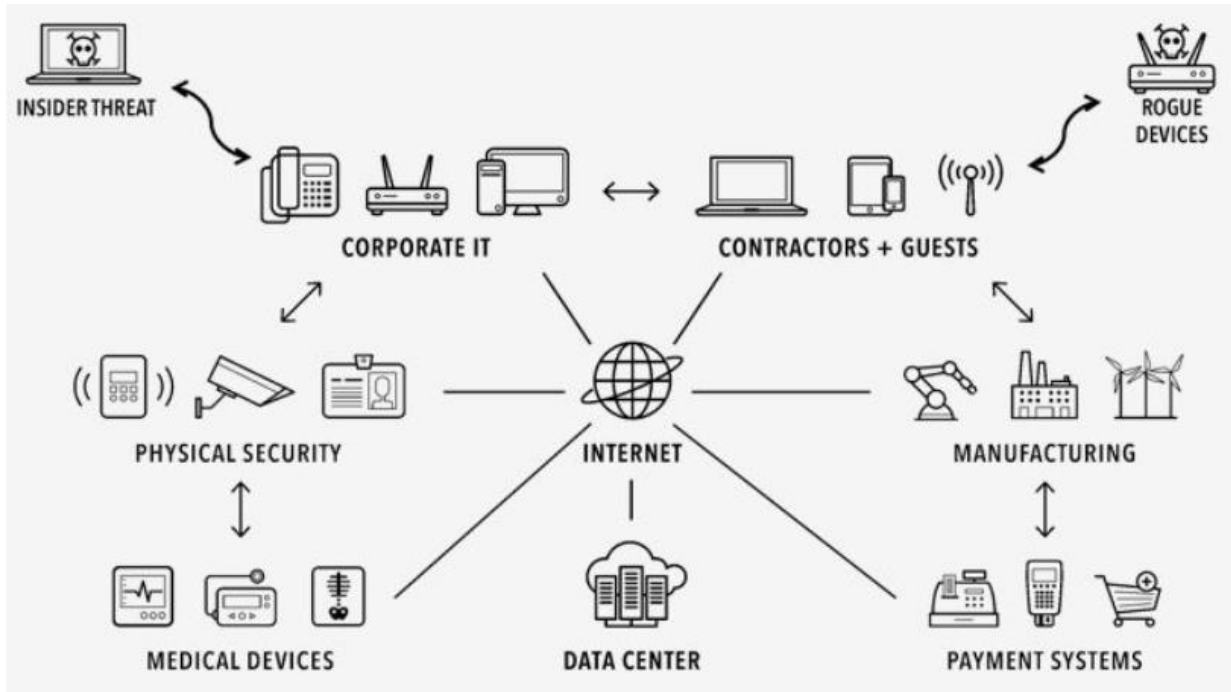 INSIDER THREAT
ROGUE
DEVICES
CORPORATE IT
CONTRACTORS + GUESTS
PHYSICAL SECURITY
INTERNET
MANUFACTURING
MEDICAL DEVICES
DATA CENTER
PAYMENT SYSTEMS